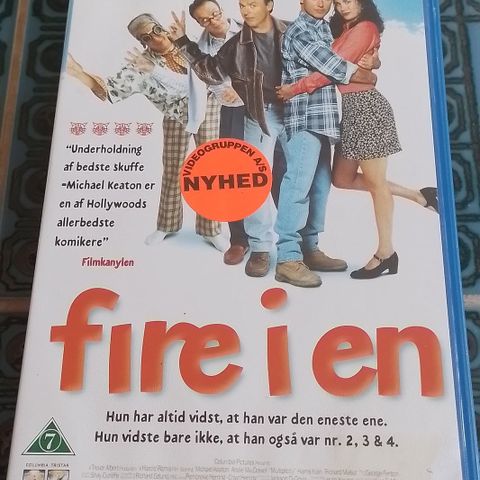 "Underholdning
af bedste skuffe
-Michael Keaton er
en af Hollywoods
allerbedste
komikere"
Filmkanylen
VIDEOGRUPPEN A/S
NYHED
fire i en
Hun har altid vidst, at han var den eneste ene.
Hun vidste bare ikke, at han også var nr. 2, 3 & 4.
7
COLUMBIA TRISTAR
Columbia Pictures